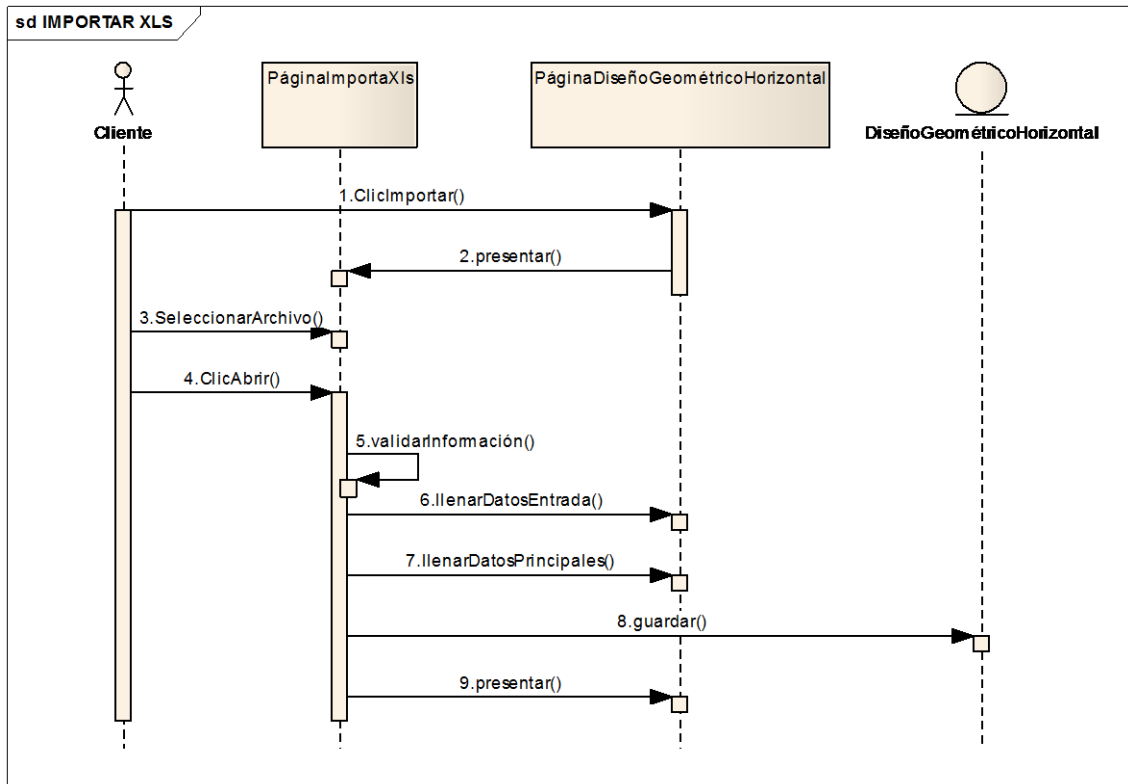 sd IMPORTAR XLS
PáginaImportaXls
PáginaDiseñoGeométricoHorizontal
Cliente
DiseñoGeométricoHorizontal
1.ClicImportar()
2.presentar()
3.SeleccionarArchivo()
4.ClicAbrir()
5.validarInformación()
6.llenarDatosEntrada()
7.llenarDatosPrincipales()
8.guardar()
9.presentar()